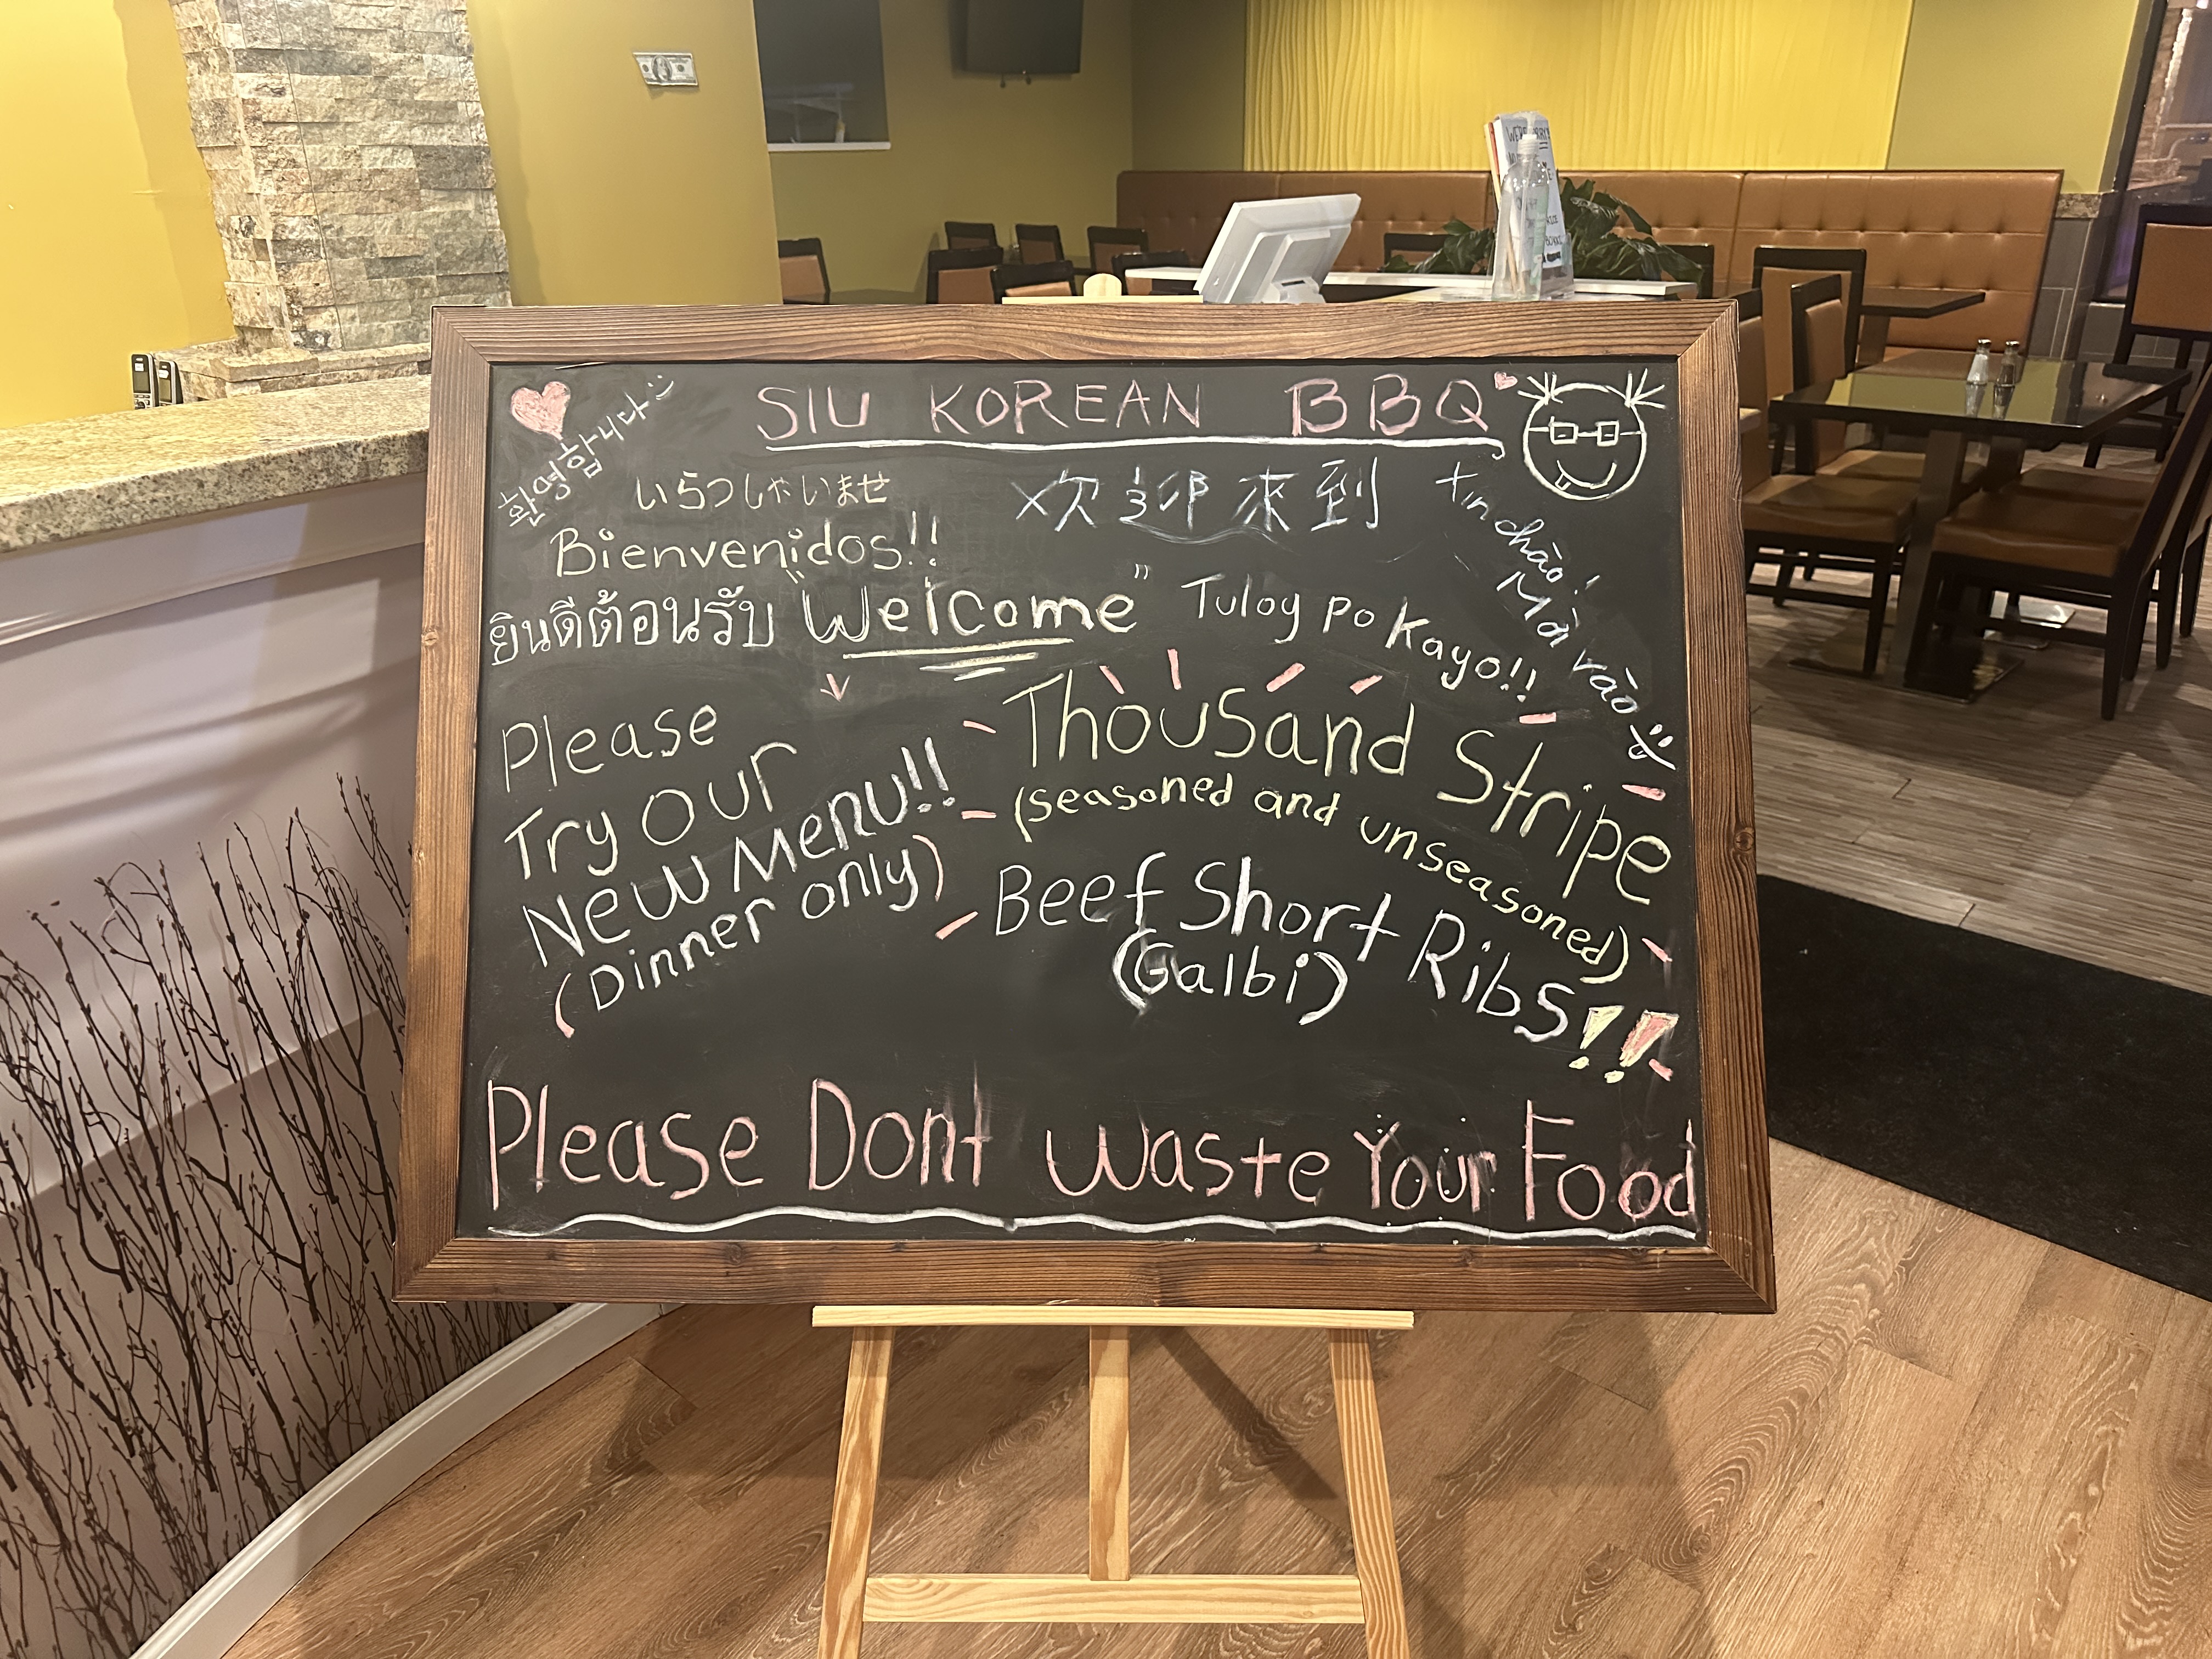 SIU KOREAN BBQ
환영합니다
いらっしゃいませ
欢迎來到
Xin chào!
Mời vào
Bienvenidos!!
ยินดีต้อนรับ
"Welcome"
Tuloy po kayo!!
Please
Try our
New Menu!!
(Dinner only)
Thousand Stripe
(seasoned and unseasoned)
Beef Short Ribs!!
(Galbi)
Please Dont Waste Your Food